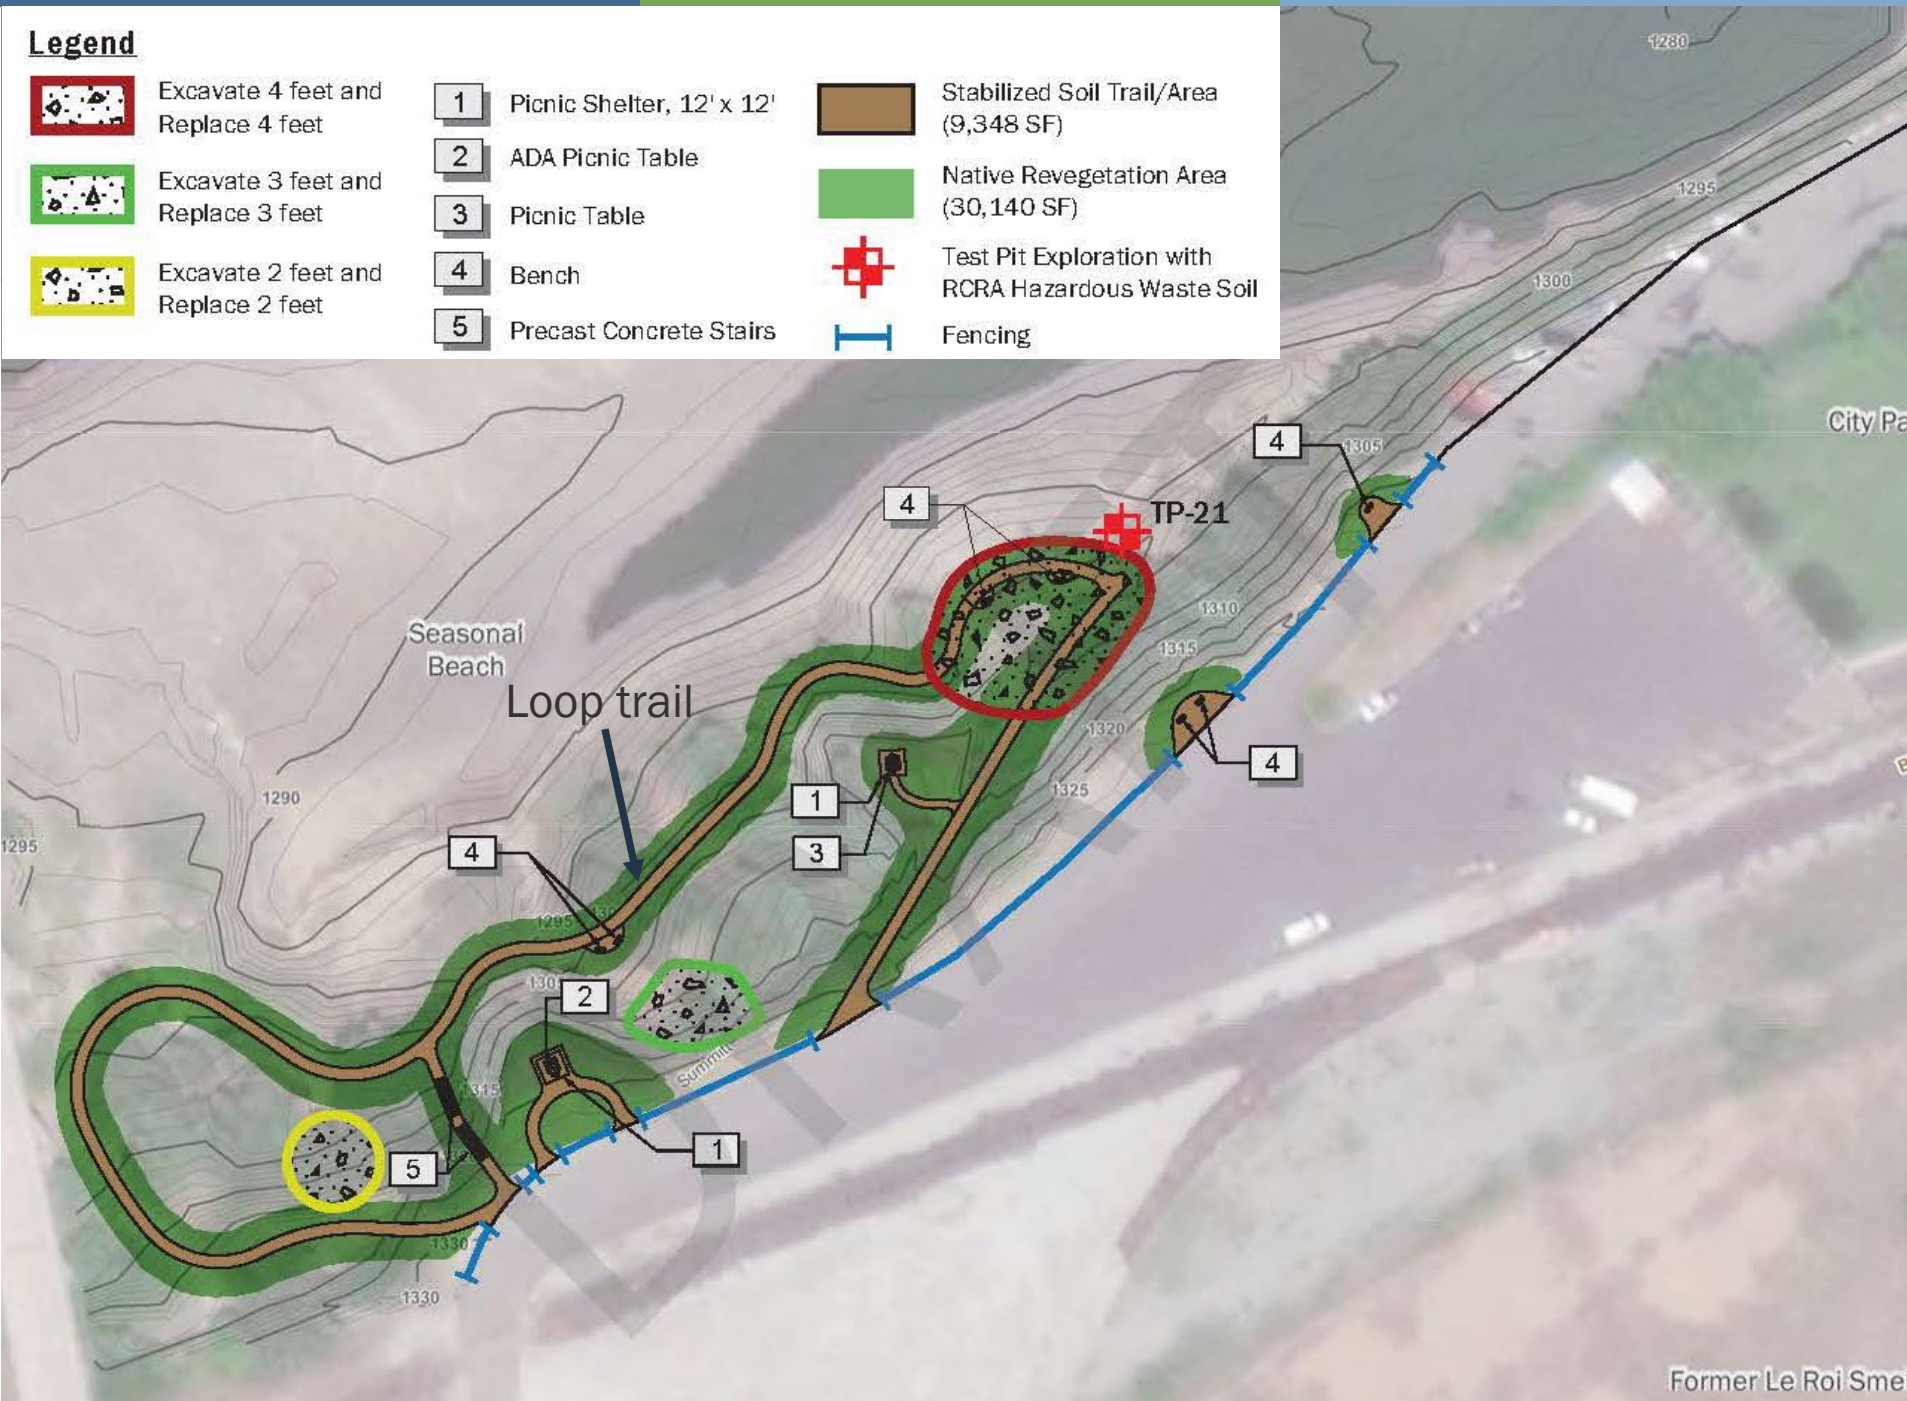 Legend
Excavate 4 feet and
Replace 4 feet
Excavate 3 feet and
Replace 3 feet
Excavate 2 feet and
Replace 2 feet
1 Picnic Shelter, 12' x 12'
2 ADA Picnic Table
3 Picnic Table
4 Bench
5 Precast Concrete Stairs
Stabilized Soil Trail/Area
(9,348 SF)
Native Revegetation Area
(30,140 SF)
Test Pit Exploration with
RCRA Hazardous Waste Soil
Fencing
1280
1295
1300
City Pa
4
1305
4
TP-21
1310
Seasonal
Beach
1315
Loop trail
1320
4
1325
1290
1
1295
4
3
1295
130
2
Summitt
1315
1
5
1330
1330
DRAFT
Former Le Roi Sme